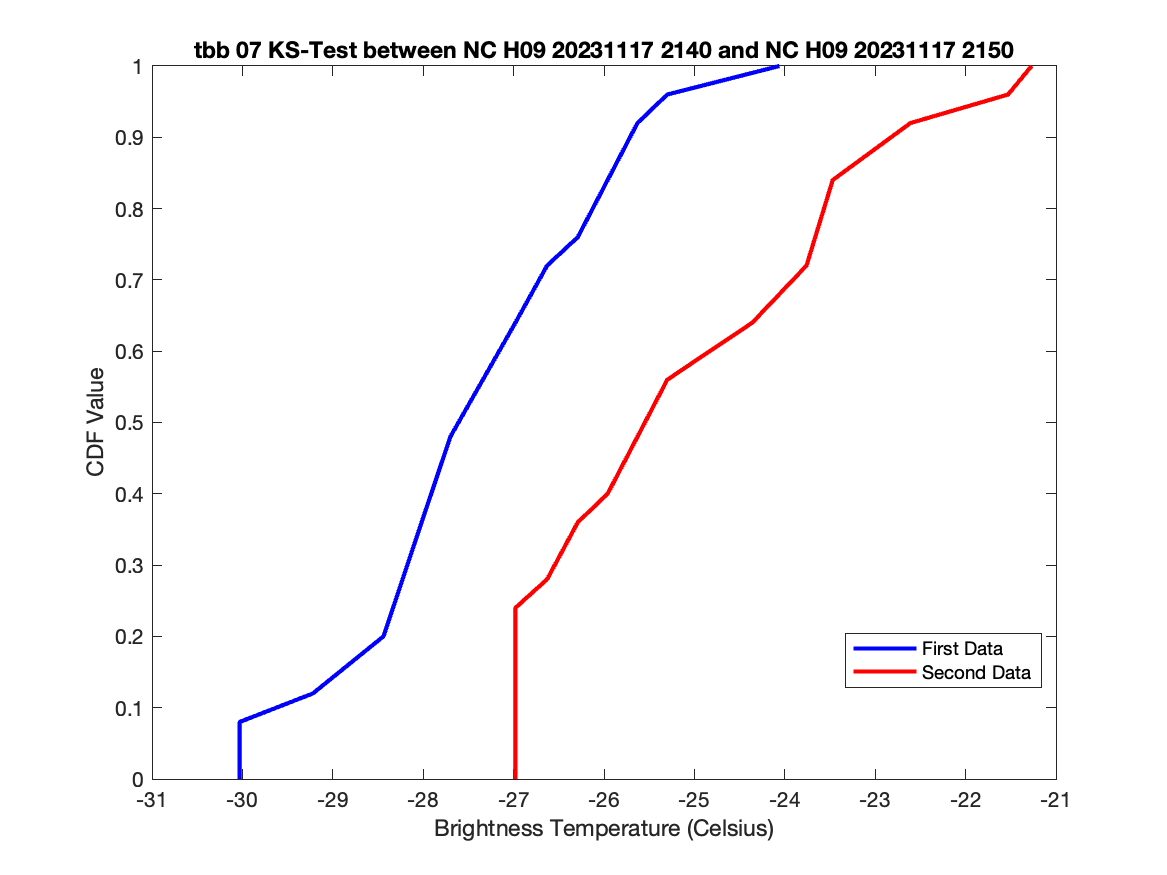 tbb 07 KS-Test between NC H09 20231117 2140 and NC H09 20231117 2150
1
0.9
0.8
0.7
0.6
0.5
0.4
0.3
0.2
0.1
0
CDF Value
First Data
Second Data
-31 -30 -29 -28 -27 -26 -25 -24 -23 -22 -21
Brightness Temperature (Celsius)